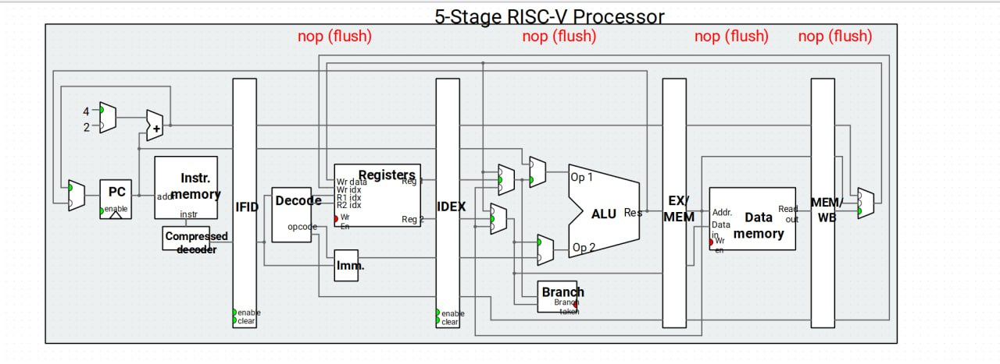 5-Stage RISC-V Processor
nop (flush)
nop (flush)
nop (flush)
nop (flush)
4
2
+
PC
enable
Instr.
memory
addr
instr
Compressed
decoder
IFID
enable
clear
Decode
opcode
Registers
Wr data
Wr idx
R1 idx
R2 idx
Wr
En
Reg 1
Reg 2
Imm.
IDEX
enable
clear
Op 1
ALU
Res
Op 2
Branch
Branch
taken
EX/
MEM
Addr.
Data
in
Wr
en
Data
memory
Read
out
MEM/
WB